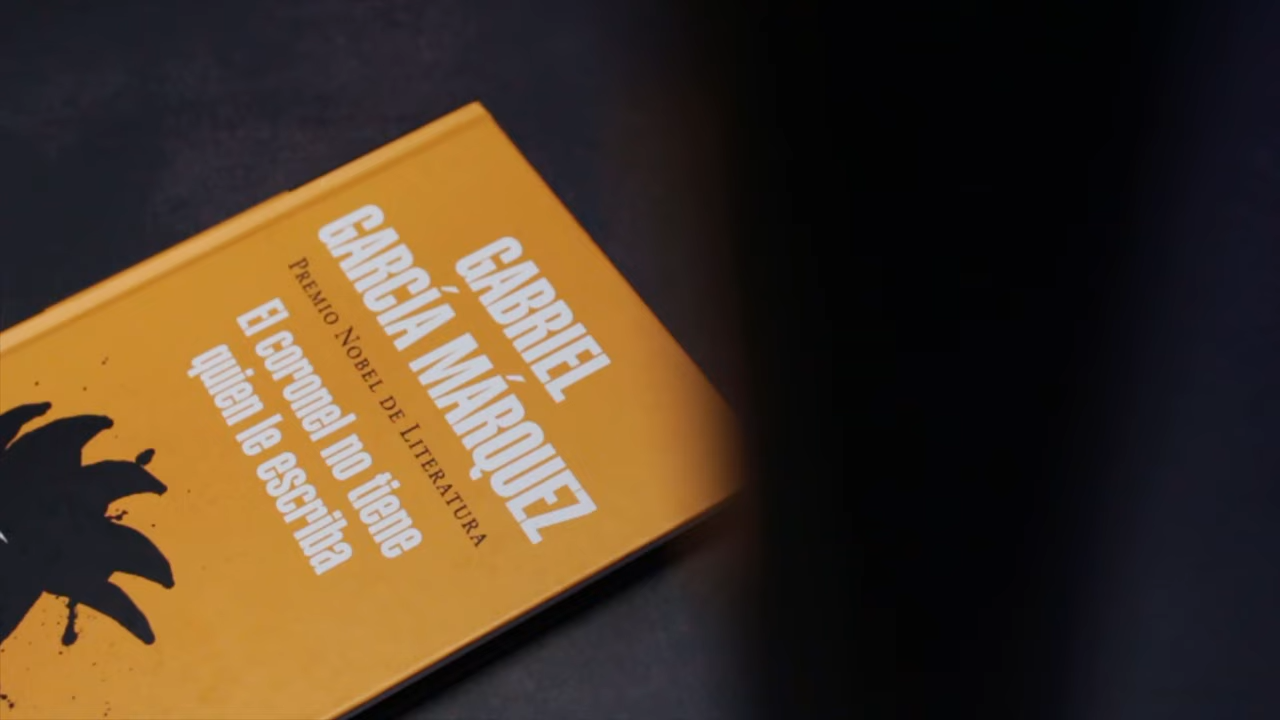 GABRIEL
GARCÍA MÁRQUEZ
PREMIO NOBEL DE LITERATURA
El coronel no tiene
quien le escriba